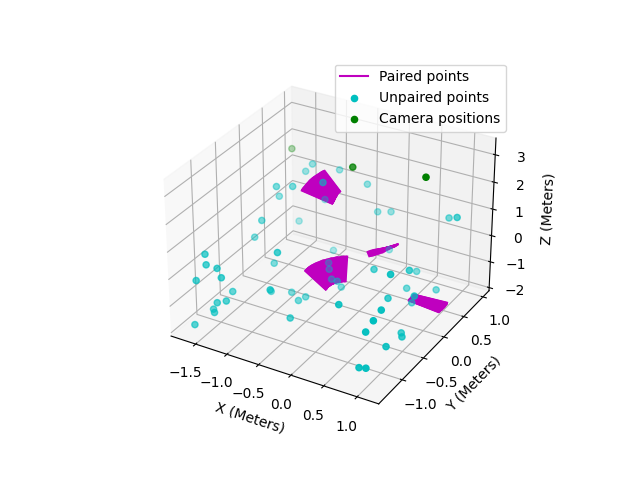 Paired points
Unpaired points
Camera positions
3
2
1
0
−1
−2
Z (Meters)
1.0
0.5
0.0
−0.5
−1.0
Y (Meters)
−1.5
−1.0
−0.5
0.0
0.5
1.0
X (Meters)